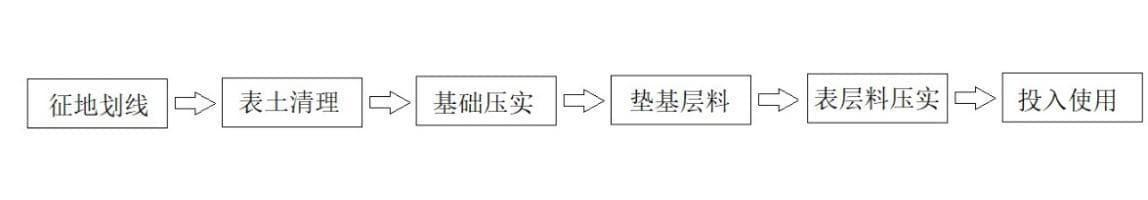 征地划线
表土清理
基础压实
垫基层料
表层料压实
投入使用